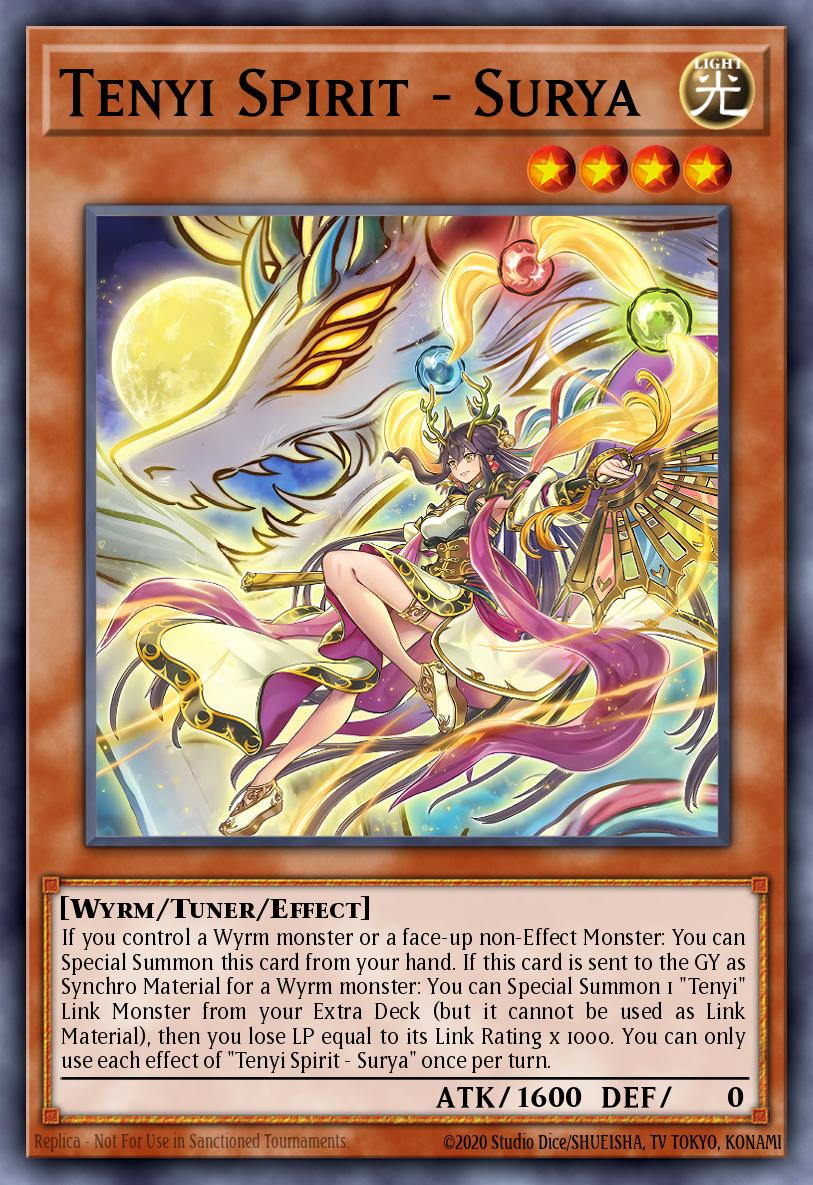 Tenyi Spirit - Surya
LIGHT
光
[Wyrm/Tuner/Effect]
If you control a Wyrm monster or a face-up non-Effect Monster: You can
Special Summon this card from your hand. If this card is sent to the GY as
Synchro Material for a Wyrm monster: You can Special Summon 1 "Tenyi"
Link Monster from your Extra Deck (but it cannot be used as Link
Material), then you lose LP equal to its Link Rating x 1000. You can only
use each effect of "Tenyi Spirit - Surya" once per turn.
ATK/1600 DEF/ 0
Replica - Not For Use in Sanctioned Tournaments. ©2020 Studio Dice/SHUEISHA, TV TOKYO, KONAMI